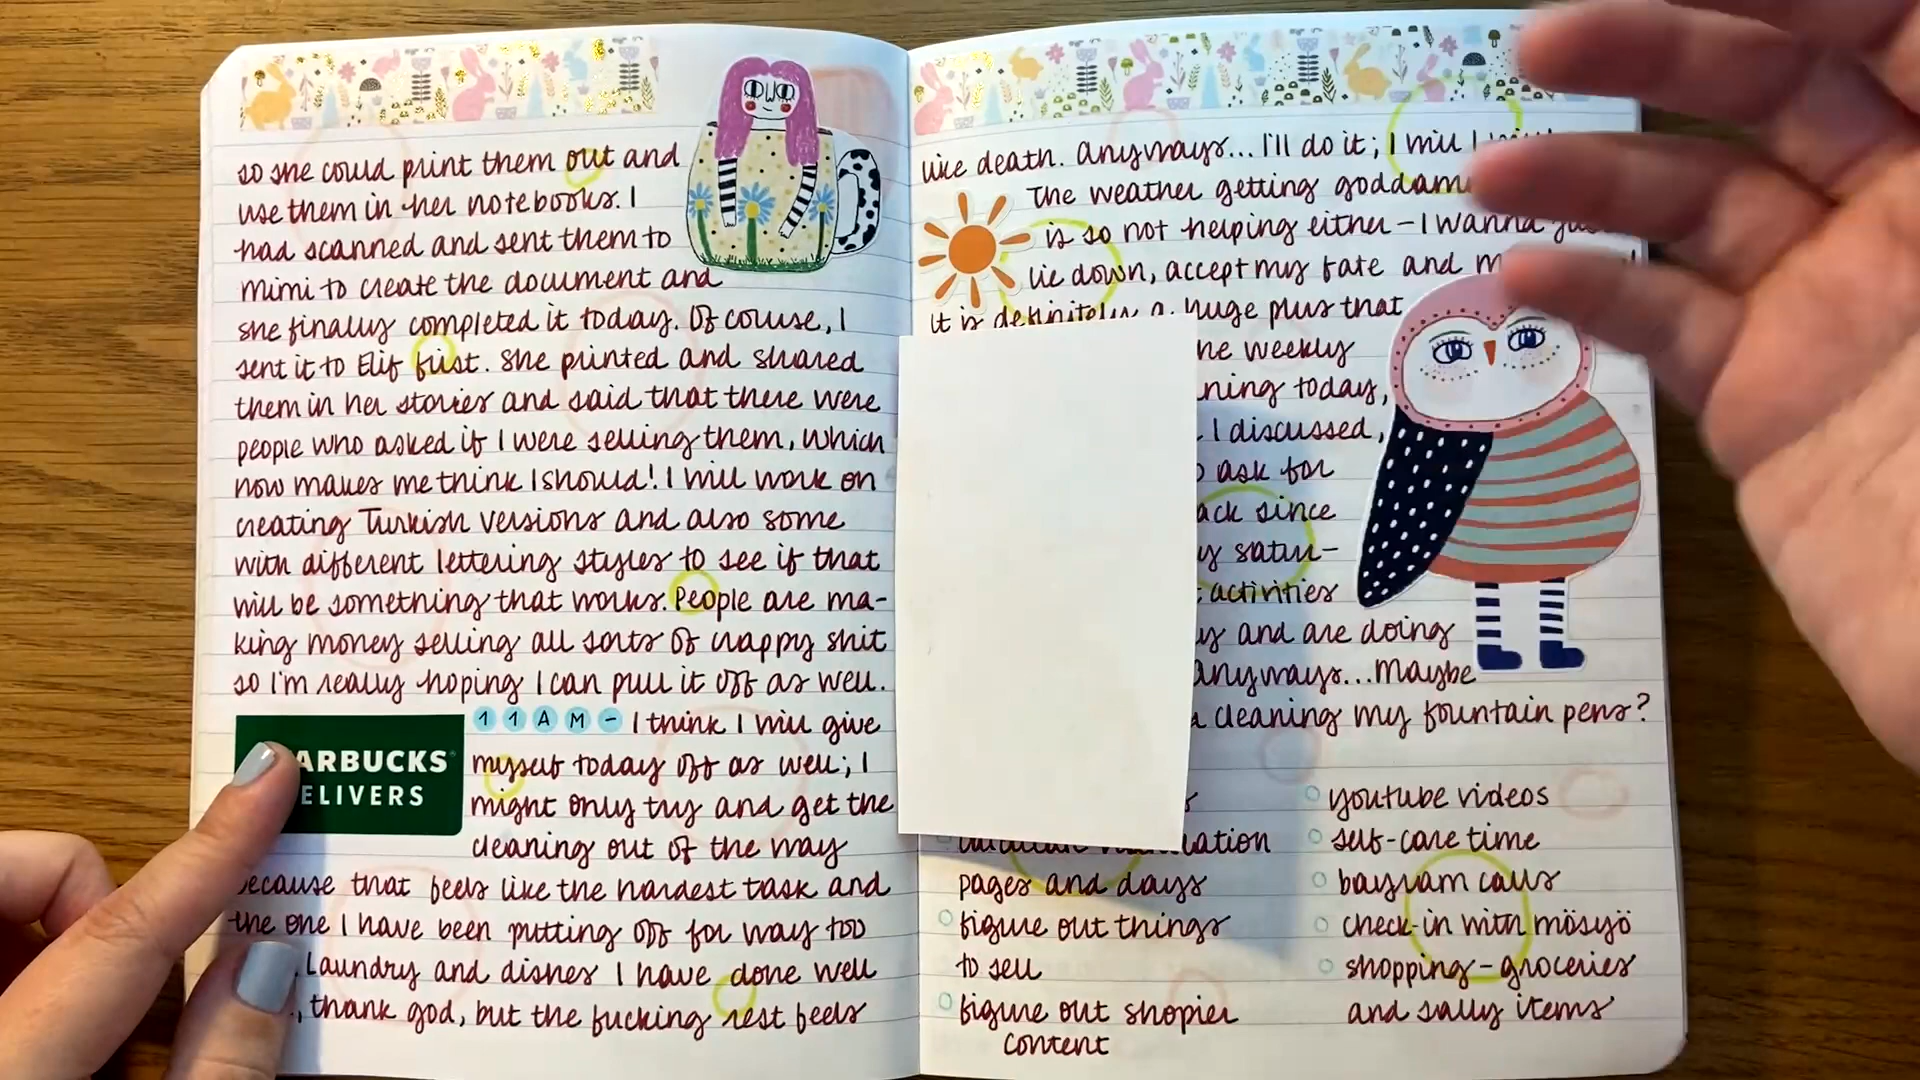 so she could print them out and
use them in her notebooks. I
had scanned and sent them to
mimi to create the document and
she finally completed it today. Of course, I
sent it to Elif first. She printed and shared
them in her stories and said that there were
people who asked if I were selling them, which
now makes me think I should! I will work on
creating Turkish versions and also some
with different lettering styles to see if that
will be something that works. People are ma-
king money selling all sorts of crappy shit
so I'm really hoping I can pull it off as well.
11AM- I think I will give
ARBUCKS
ELIVERS
myself today off as well; I
might only try and get the
cleaning out of the way
because that feels like the hardest task and
the one I have been putting off for way too
. Laundry and dishes I have done well
, thank god, but the fucking rest feels
like death. Anyways... I'll do it; I will I
The weather getting goddam
is so not helping either - I wanna
lie down, accept my fate and
it is definitely a huge plus that
he weekly
ning today,
I discussed,
ask for
ack since
y satur-
activities
y and are doing
Anyways... Maybe
cleaning my fountain pens?
pages and days
figure out things
to sell
figure out shopier
content
youtube videos
self-care time
bayram calls
check-in with mösyö
shopping - groceries
and sally items